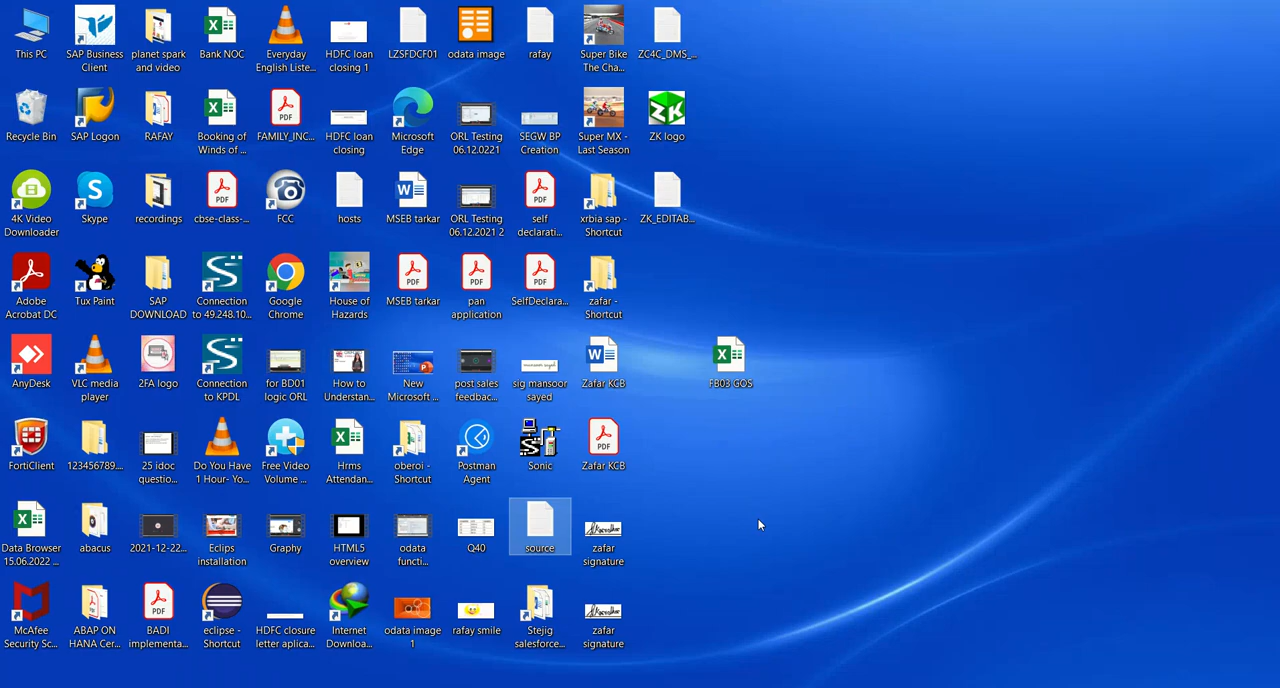 This PC
SAP Business
Client
planet spark
and video
Bank NOC
Everyday
English Liste...
HDFC loan
closing 1
LZSFDCF01
odata image
rafay
Super Bike
The Cha...
ZC4C_DMS_...
Recycle Bin
SAP Logon
RAFAY
Booking of
Winds of ...
FAMILY_INC...
HDFC loan
closing
Microsoft
Edge
ORL Testing
06.12.0221
SEGW BP
Creation
Super MX -
Last Season
ZK
ZK logo
4K Video
Downloader
Skype
recordings
cbse-class-...
FCC
hosts
MSEB tarkar
ORL Testing
06.12.2021 2
self
declarati...
xrbia sap -
Shortcut
ZK_EDITAB...
Adobe
Acrobat DC
Tux Paint
SAP
DOWNLOAD
Connection
to 49.248.10...
Google
Chrome
House of
Hazards
MSEB tarkar
pan
application
SelfDeclara...
zafar -
Shortcut
AnyDesk
VLC media
player
2FA logo
Connection
to KPDL
for BD01
logic ORL
How to
Understan...
New
Microsoft ...
post sales
feedbac...
sig mansoor
sayed
Zafar KCB
FB03 GOS
FortiClient
123456789....
25 idoc
questio...
Do You Have
1 Hour- Yo...
Free Video
Volume ...
Hrms
Attendan...
oberoi -
Shortcut
Postman
Agent
Sonic
Zafar KCB
Data Browser
15.06.2022 ...
abacus
2021-12-22...
Eclips
installation
Graphy
HTML5
overview
odata
functi...
Q40
source
zafar
signature
McAfee
Security Sc...
ABAP ON
HANA Cer...
BADI
implementa...
eclipse -
Shortcut
HDFC closure
letter aplica...
Internet
Downloa...
odata image
1
rafay smile
Stejig
salesforce...
zafar
signature